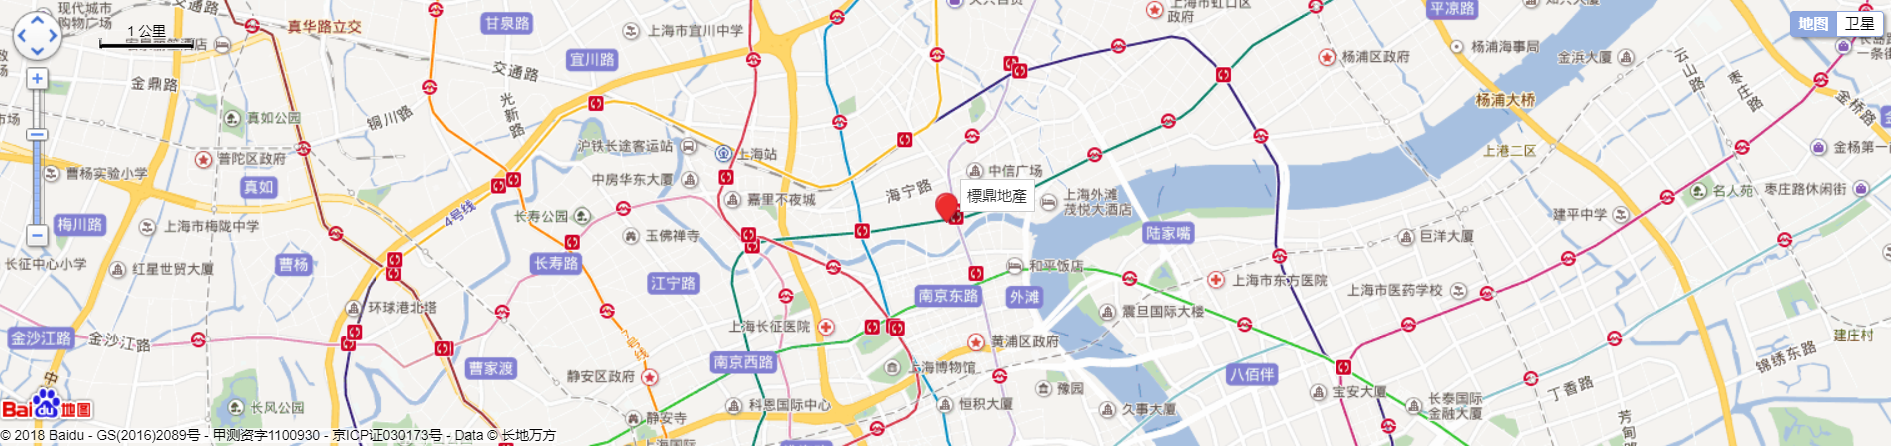 现代城市
购物广场
甘泉路
真华路立交
上海市宜川中学
上海市虹口区
政府
平凉路
地图
卫星
1 公里
宜川路
杨浦区政府
杨浦海事局
金浜大厦
云山路
枣庄路
金桥路
金鼎路
交通路
光新路
铜川路
真如公园
杨浦大桥
沪铁长途客运站
上海站
中信广场
上港二区
普陀区政府
曹杨实验小学
真如
中房华东大厦
嘉里不夜城
海宁路
標鼎地產
上海外滩
茂悦大酒店
名人苑
枣庄路休闲街
4号线
长寿公园
梅川路
上海市梅陇中学
玉佛禅寺
陆家嘴
巨洋大厦
建平中学
长征中心小学
红星世贸大厦
曹杨
长寿路
江宁路
和平饭店
上海市东方医院
上海市医药学校
南京东路
外滩
环球港北塔
震旦国际大楼
上海长征医院
黄浦区政府
建庄村
金沙江路
金沙江路
曹家渡
南京西路
静安区政府
上海博物馆
豫园
八佰伴
锦绣东路
宝安大厦
丁香路
长风公园
静安寺
科恩国际中心
恒积大厦
久事大厦
长泰国际
金融大厦
Bai du 地图
© 2018 Baidu - GS(2016)2089号 - 甲测资字1100930 - 京ICP证030173号 - Data © 长地万方